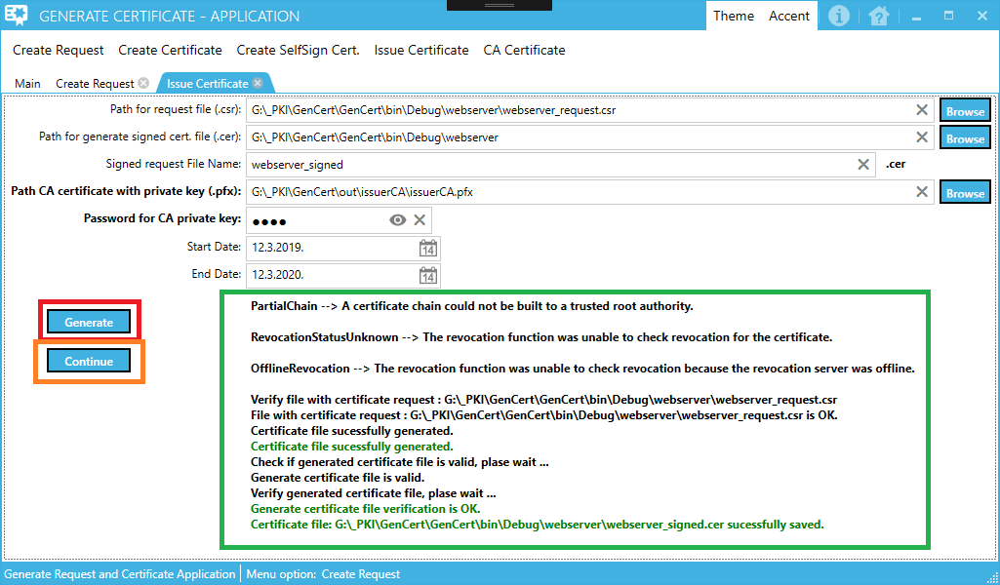 GENERATE CERTIFICATE - APPLICATION
Theme Accent
Create Request Create Certificate Create SelfSign Cert. Issue Certificate CA Certificate
Main Create Request Issue Certificate
Path for request file (.csr): G:\_PKI\GenCert\GenCert\bin\Debug\webserver\webserver_request.csr Browse
Path for generate signed cert. file (.cer): G:\_PKI\GenCert\GenCert\bin\Debug\webserver Browse
Signed request File Name: webserver_signed .cer
Path CA certificate with private key (.pfx): G:\_PKI\GenCert\out\issuerCA\issuerCA.pfx Browse
Password for CA private key: ●●●●
Start Date: 12.3.2019. 14
End Date: 12.3.2020. 14
Generate
Continue
PartialChain --> A certificate chain could not be built to a trusted root authority.
RevocationStatusUnknown --> The revocation function was unable to check revocation for the certificate.
OfflineRevocation --> The revocation function was unable to check revocation because the revocation server was offline.
Verify file with certificate request : G:\_PKI\GenCert\GenCert\bin\Debug\webserver\webserver_request.csr
File with certificate request : G:\_PKI\GenCert\GenCert\bin\Debug\webserver\webserver_request.csr is OK.
Certificate file sucessfully generated.
Certificate file sucessfully generated.
Check if generated certificate file is valid, plase wait ...
Generate certificate file is valid.
Verify generated certificate file, plase wait ...
Generate certificate file verification is OK.
Certificate file: G:\_PKI\GenCert\GenCert\bin\Debug\webserver\webserver_signed.cer sucessfully saved.
Generate Request and Certificate Application Menu option: Create Request